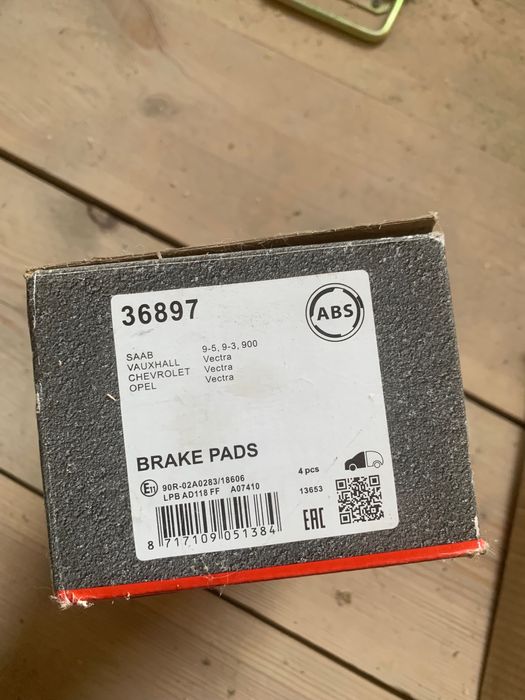 36897
ABS
SAAB 9-5, 9-3, 900
VAUXHALL Vectra
CHEVROLET Vectra
OPEL Vectra
BRAKE PADS
4 pcs
E11 90R-02A0283/18606
LPB AD118 FF A07410
13653
8 717109 051384
EAC